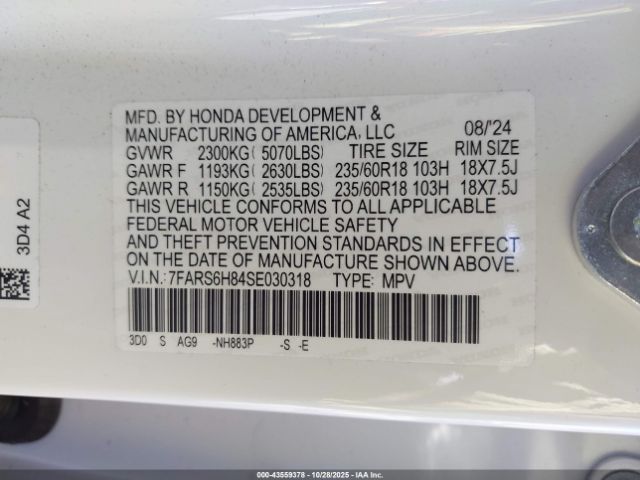 MFD. BY HONDA DEVELOPMENT &
MANUFACTURING OF AMERICA, LLC 08/'24
GVWR 2300KG( 5070LBS) TIRE SIZE RIM SIZE
GAWR F 1193KG( 2630LBS) 235/60R18 103H 18X7.5J
GAWR R 1150KG( 2535LBS) 235/60R18 103H 18X7.5J
THIS VEHICLE CONFORMS TO ALL APPLICABLE
FEDERAL MOTOR VEHICLE SAFETY
AND THEFT PREVENTION STANDARDS IN EFFECT
ON THE DATE OF MANUFACTURE SHOWN ABOVE.
V.I.N.:7FARS6H84SE030318 TYPE: MPV
3D0 S AG9 -NH883P -S -E
3D4 A2
000-43559378 | 10/28/2025 | IAAI.COM